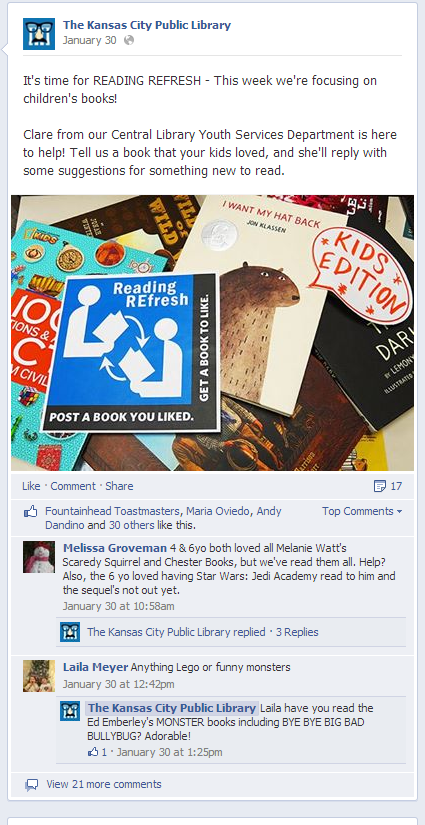 The Kansas City Public Library
January 30
It's time for READING REFRESH - This week we're focusing on
children's books!
Clare from our Central Library Youth Services Department is here
to help! Tell us a book that your kids loved, and she'll reply with
some suggestions for something new to read.
I WANT MY HAT BACK
JON KLASSEN
KIDS
EDITION
Reading
REfresh
GET A BOOK TO LIKE.
POST A BOOK YOU LIKED.
WILD
DAR
BY LEMONY
ILLUSTRATED
Like · Comment · Share
17
Fountainhead Toastmasters, Maria Oviedo, Andy
Dandino and 30 others like this.
Top Comments
Melissa Groveman 4 & 6yo both loved all Melanie Watt's
Scaredy Squirrel and Chester Books, but we've read them all. Help?
Also, the 6 yo loved having Star Wars: Jedi Academy read to him and
the sequel's not out yet.
January 30 at 10:58am
The Kansas City Public Library replied · 3 Replies
Laila Meyer Anything Lego or funny monsters
January 30 at 12:42pm
The Kansas City Public Library Laila have you read the
Ed Emberley's MONSTER books including BYE BYE BIG BAD
BULLYBUG? Adorable!
1 · January 30 at 1:25pm
View 21 more comments